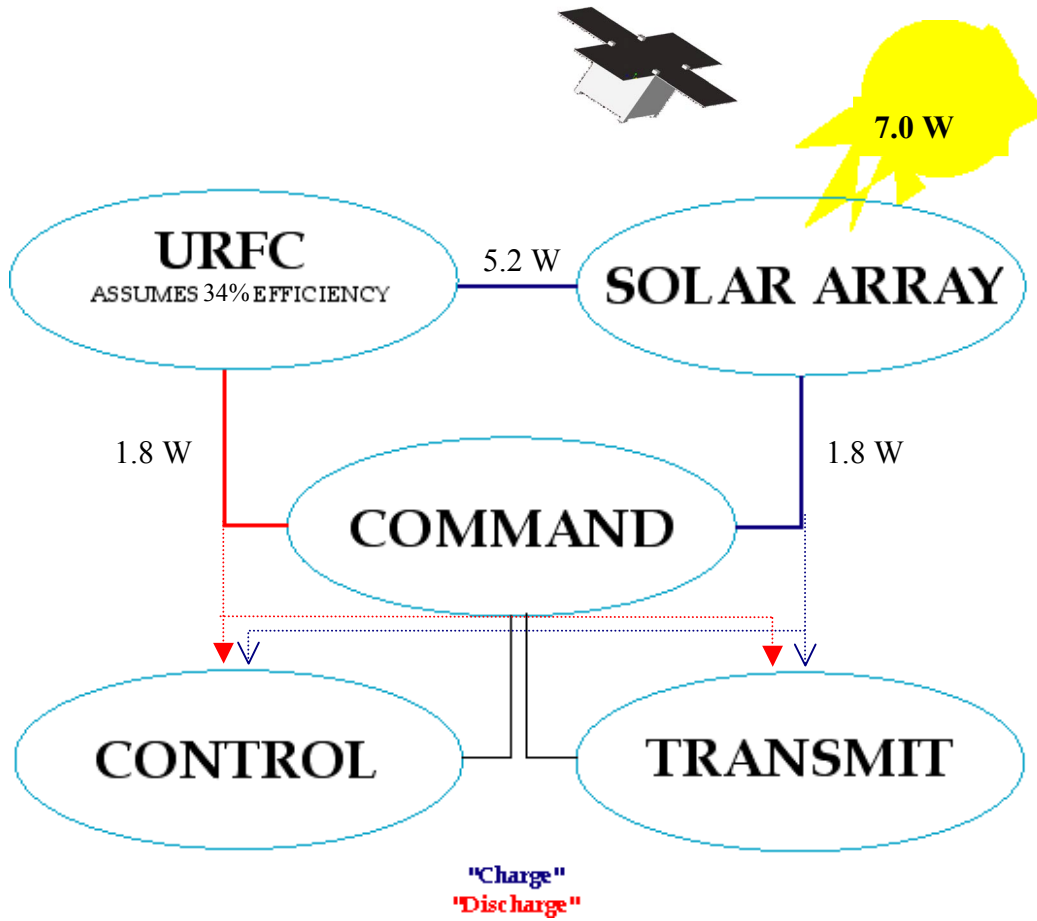 7.0 W
URFC
ASSUMES 34% EFFICIENCY
5.2 W
SOLAR ARRAY
1.8 W
1.8 W
COMMAND
CONTROL
TRANSMIT
"Charge"
"Discharge"